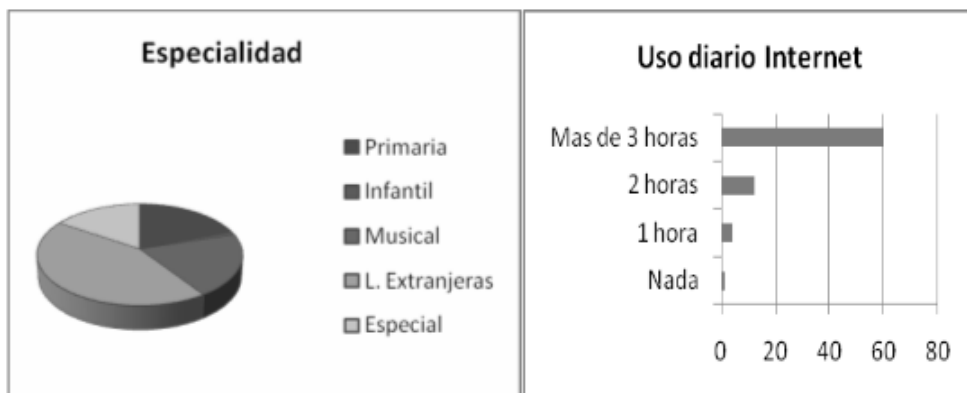 Especialidad
Primaria
Infantil
Musical
L. Extranjeras
Especial
Uso diario Internet
Mas de 3 horas
2 horas
1 hora
Nada
0 20 40 60 80